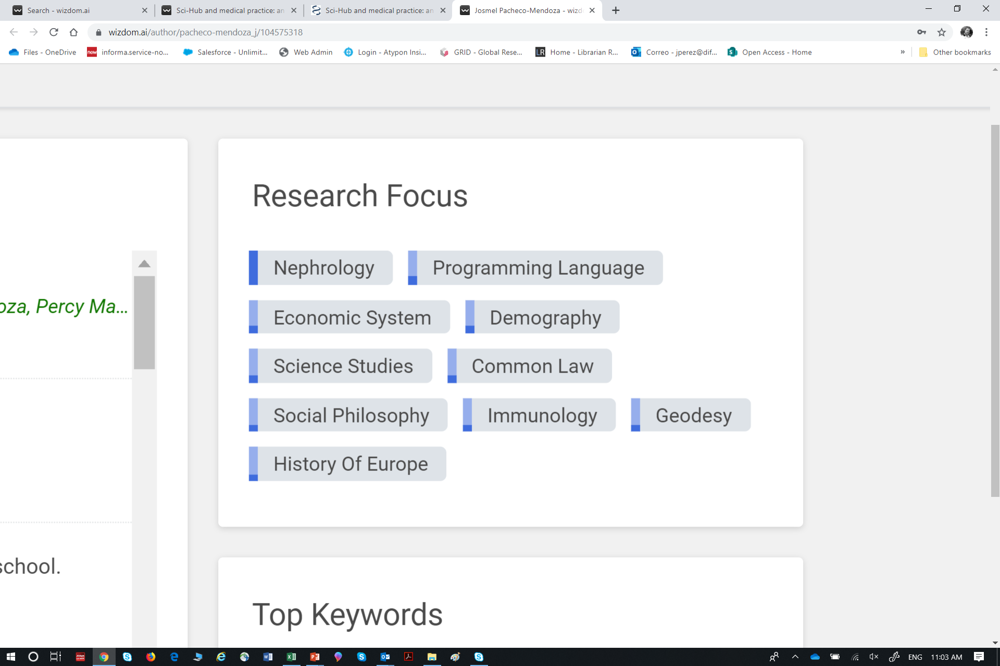 Search - wizdom.ai
Sci-Hub and medical practice: an
Sci-Hub and medical practice: an
Josmel Pacheco-Mendoza - wizd
wizdom.ai/author/pacheco-mendoza_j/104575318
Files - OneDrive
informa.service-no...
Salesforce - Unlimit...
Web Admin
Login - Atypon Insi...
GRID - Global Rese...
LR
Home - Librarian R...
Correo - jperez@dif...
Open Access - Home
»
Other bookmarks
Research Focus
Nephrology
Programming Language
oza, Percy Ma...
Economic System
Demography
Science Studies
Common Law
Social Philosophy
Immunology
Geodesy
History Of Europe
school.
Top Keywords
ENG
11:03 AM